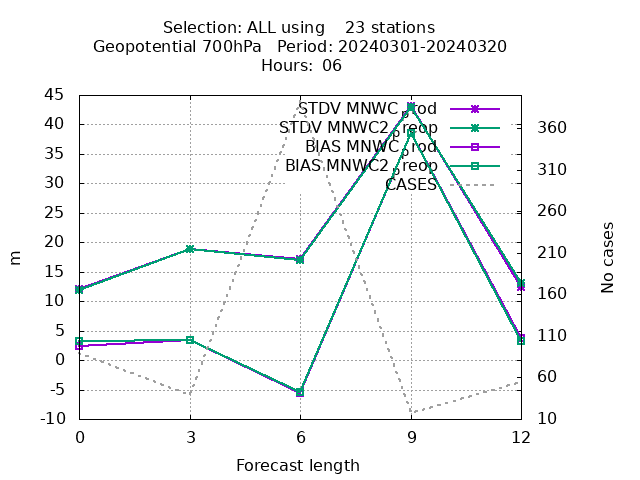 Selection: ALL using 23 stations
Geopotential 700hPa Period: 20240301-20240320
Hours: 06
STDV MNWC_prod
STDV MNWC2_preop
BIAS MNWC_prod
BIAS MNWC2_preop
CASES
45
40
35
30
25
20
15
10
5
0
-5
-10
m
360
310
260
210
160
110
60
10
No cases
0 3 6 9 12
Forecast length